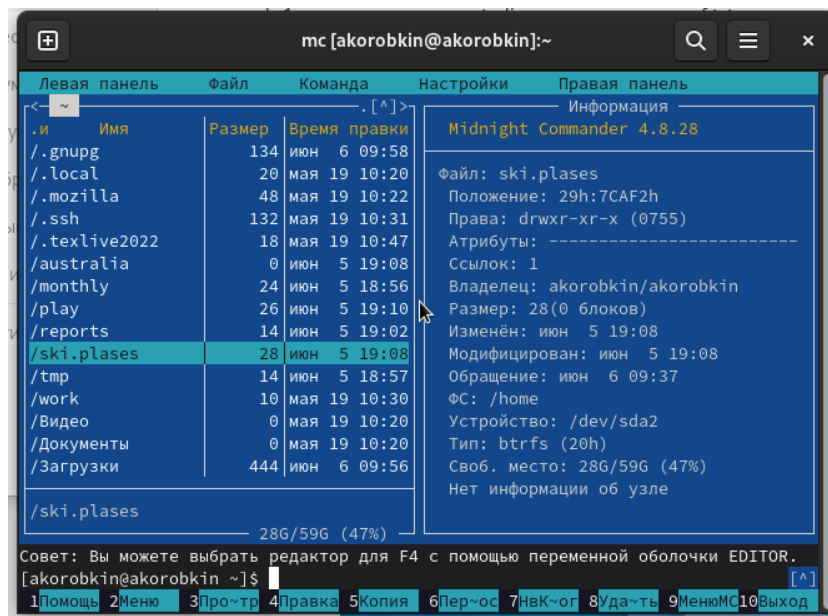 mc [akorobkin@akorobkin]:~
Левая панель Файл Команда Настройки Правая панель
<─ ~ ─.[^]>
.и Имя Размер Время правки
/.gnupg 134 июн 6 09:58
/.local 20 мая 19 10:20
/.mozilla 48 мая 19 10:22
/.ssh 132 мая 19 10:31
/.texlive2022 18 мая 19 10:47
/australia 0 июн 5 19:08
/monthly 24 июн 5 18:56
/play 26 июн 5 19:10
/reports 14 июн 5 19:02
/ski.plases 28 июн 5 19:08
/tmp 14 июн 5 18:57
/work 10 мая 19 10:30
/Видео 0 мая 19 10:20
/Документы 0 мая 19 10:20
/Загрузки 444 июн 6 09:56
/ski.plases
28G/59G (47%)
Информация
Midnight Commander 4.8.28
Файл: ski.plases
Положение: 29h:7CAF2h
Права: drwxr-xr-x (0755)
Атрибуты: -------------------------
Ссылок: 1
Владелец: akorobkin/akorobkin
Размер: 28(0 блоков)
Изменён: июн 5 19:08
Модифицирован: июн 5 19:08
Обращение: июн 6 09:37
ФС: /home
Устройство: /dev/sda2
Тип: btrfs (20h)
Своб. место: 28G/59G (47%)
Нет информации об узле
Совет: Вы можете выбрать редактор для F4 с помощью переменной оболочки EDITOR.
[akorobkin@akorobkin ~]$ [^]
1Помощь 2Меню 3Про~тр 4Правка 5Копия 6Пер~ос 7НвК~ог 8Уда~ть 9МенюMC 10Выход